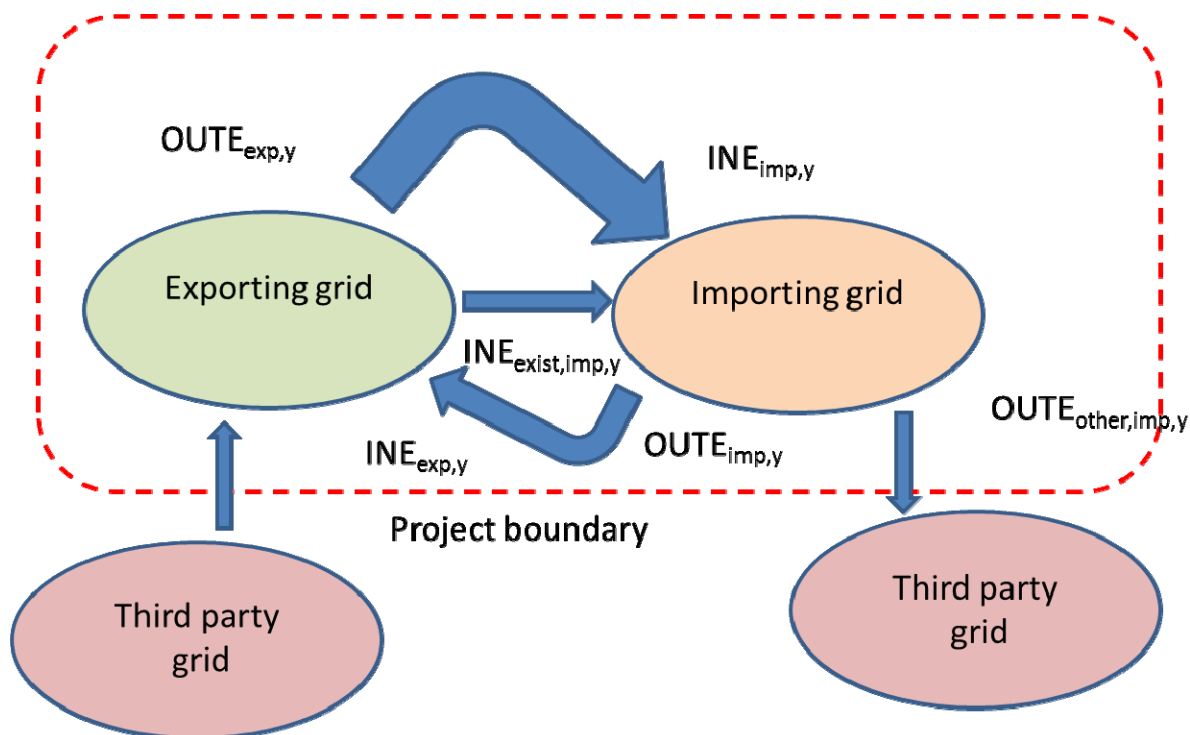 OUTEexp,y
INEimp,y
Exporting grid
Importing grid
INEexist,imp,y
OUTEother,imp,y
INEexp,y
OUTEimp,y
Project boundary
Third party
grid
Third party
grid